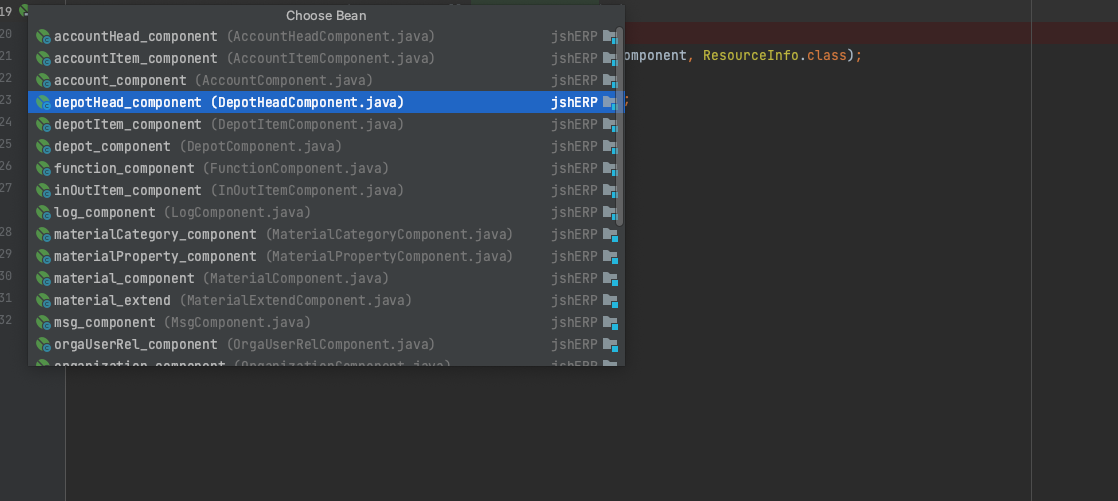 19
Choose Bean
20
accountHead_component (AccountHeadComponent.java) jshERP
21
accountItem_component (AccountItemComponent.java) jshERP
omponent, ResourceInfo.class);
22
account_component (AccountComponent.java) jshERP
23
depotHead_component (DepotHeadComponent.java) jshERP
;
24
depotItem_component (DepotItemComponent.java) jshERP
25
depot_component (DepotComponent.java) jshERP
26
function_component (FunctionComponent.java) jshERP
27
inOutItem_component (InOutItemComponent.java) jshERP
log_component (LogComponent.java) jshERP
28
materialCategory_component (MaterialCategoryComponent.java) jshERP
29
materialProperty_component (MaterialPropertyComponent.java) jshERP
30
material_component (MaterialComponent.java) jshERP
31
material_extend (MaterialExtendComponent.java) jshERP
32
msg_component (MsgComponent.java) jshERP
orgaUserRel_component (OrgaUserRelComponent.java) jshERP
organization_component (OrganizationComponent.java) jshERP